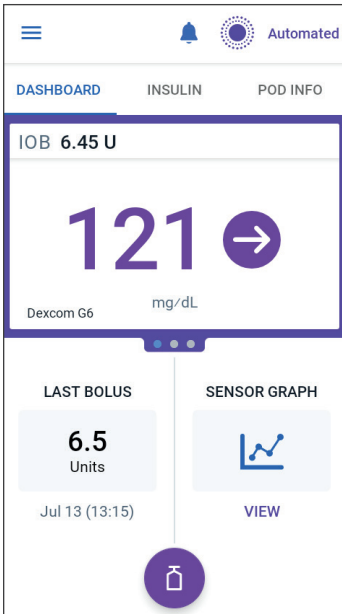 Automated
DASHBOARD INSULIN POD INFO
IOB 6.45 U
121
mg/dL
Dexcom G6
LAST BOLUS
6.5
Units
Jul 13 (13:15)
SENSOR GRAPH
VIEW